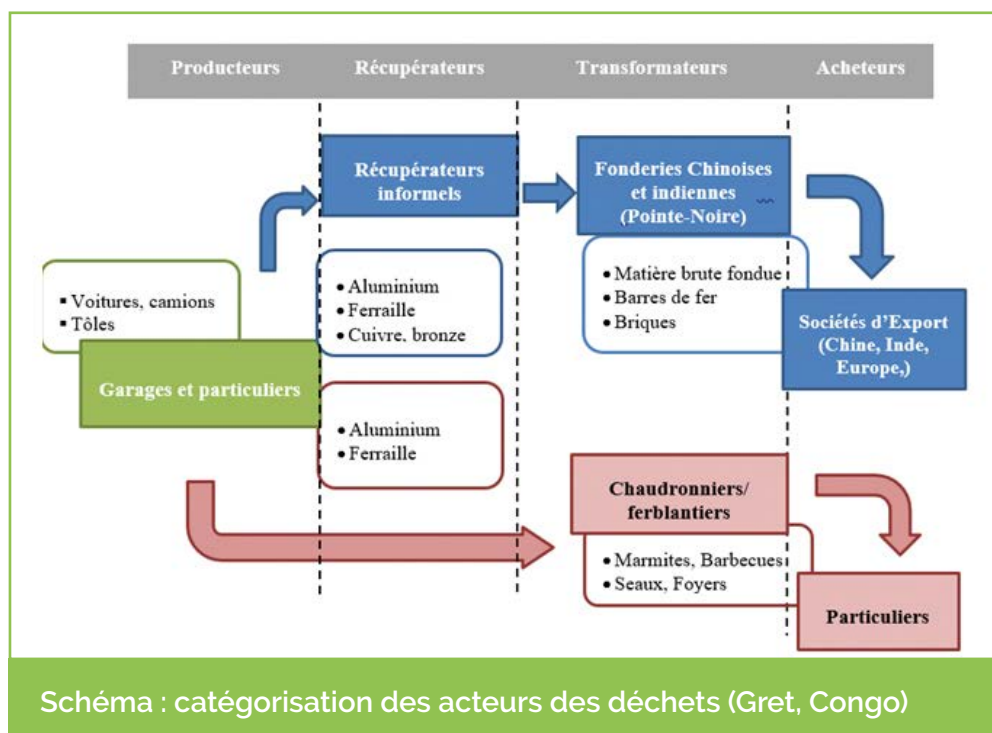 Producteurs
Récupérateurs
Transformateurs
Acheteurs
Récupérateurs
informels
Fonderies Chinoises
et indiennes
(Pointe-Noire)
▪ Voitures, camions
▪ Tôles
Garages et particuliers
• Aluminium
• Ferraille
• Cuivre, bronze
• Matière brute fondue
• Barres de fer
• Briques
Sociétés d'Export
(Chine, Inde,
Europe,)
• Aluminium
• Ferraille
Chaudronniers/
ferblantiers
• Marmites, Barbecues
• Seaux, Foyers
Particuliers
Schéma : catégorisation des acteurs des déchets (Gret, Congo)